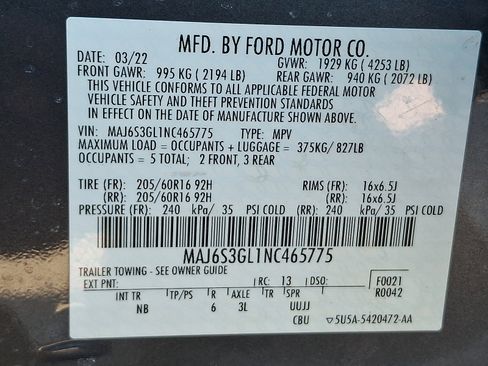 MFD. BY FORD MOTOR CO.
DATE: 03/22 GVWR: 1929 KG ( 4253 LB)
FRONT GAWR: 995 KG ( 2194 LB) REAR GAWR: 940 KG ( 2072 LB)
THIS VEHICLE CONFORMS TO ALL APPLICABLE FEDERAL MOTOR
VEHICLE SAFETY AND THEFT PREVENTION STANDARDS
IN EFFECT ON THE DATE OF MANUFACTURE SHOWN ABOVE.
VIN: MAJ6S3GL1NC465775 TYPE: MPV
MAXIMUM LOAD = OCCUPANTS + LUGGAGE = 375KG/ 827LB
OCCUPANTS = 5 TOTAL; 2 FRONT, 3 REAR
TIRE (FR): 205/60R16 92H RIMS (FR): 16x6.5J
(RR): 205/60R16 92H (RR): 16x6.5J
PRESSURE (FR): 240 kPa/ 35 PSI COLD (RR): 240 kPa/ 35 PSI COLD
MAJ6S3GL1NC465775
TRAILER TOWING - SEE OWNER GUIDE
EXT PNT: RC: 13 DSO: F0021
R0042
INT TR TP/PS R AXLE TR SPR
NB 6 3L UUJJ
CBU ▽5U5A-5420472-AA